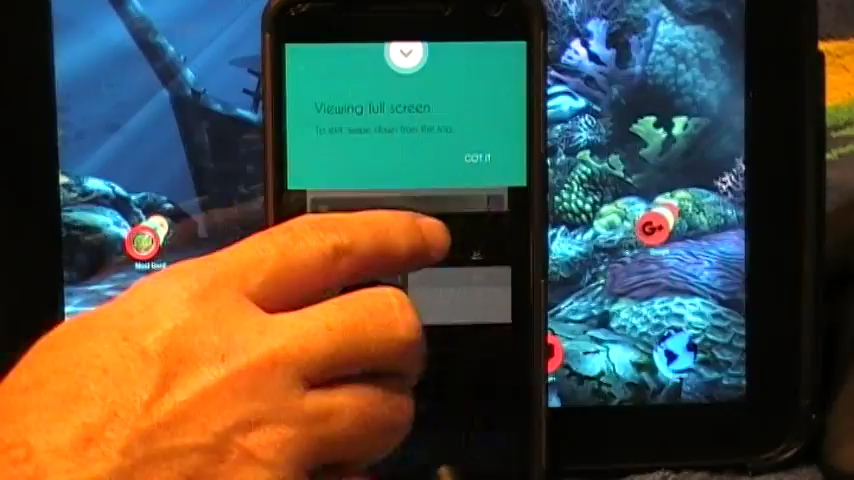 Viewing full screen
To exit, swipe down from the top.
GOT IT
G+